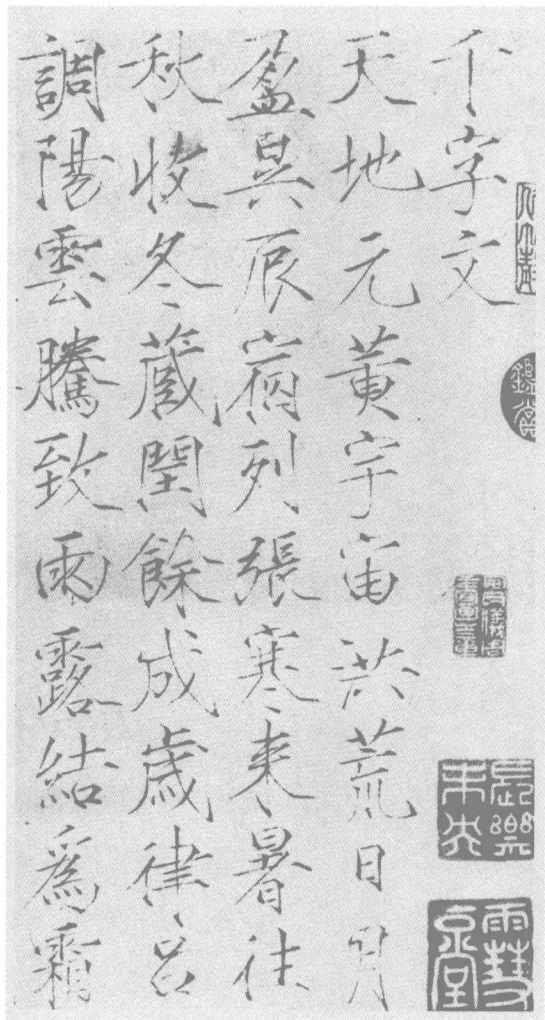 千字文
天地元黃宇宙洪荒日月
盈昃辰宿列張寒来暑往
秋收冬藏閏餘成歲律呂
調陽雲騰致雨露結爲霜